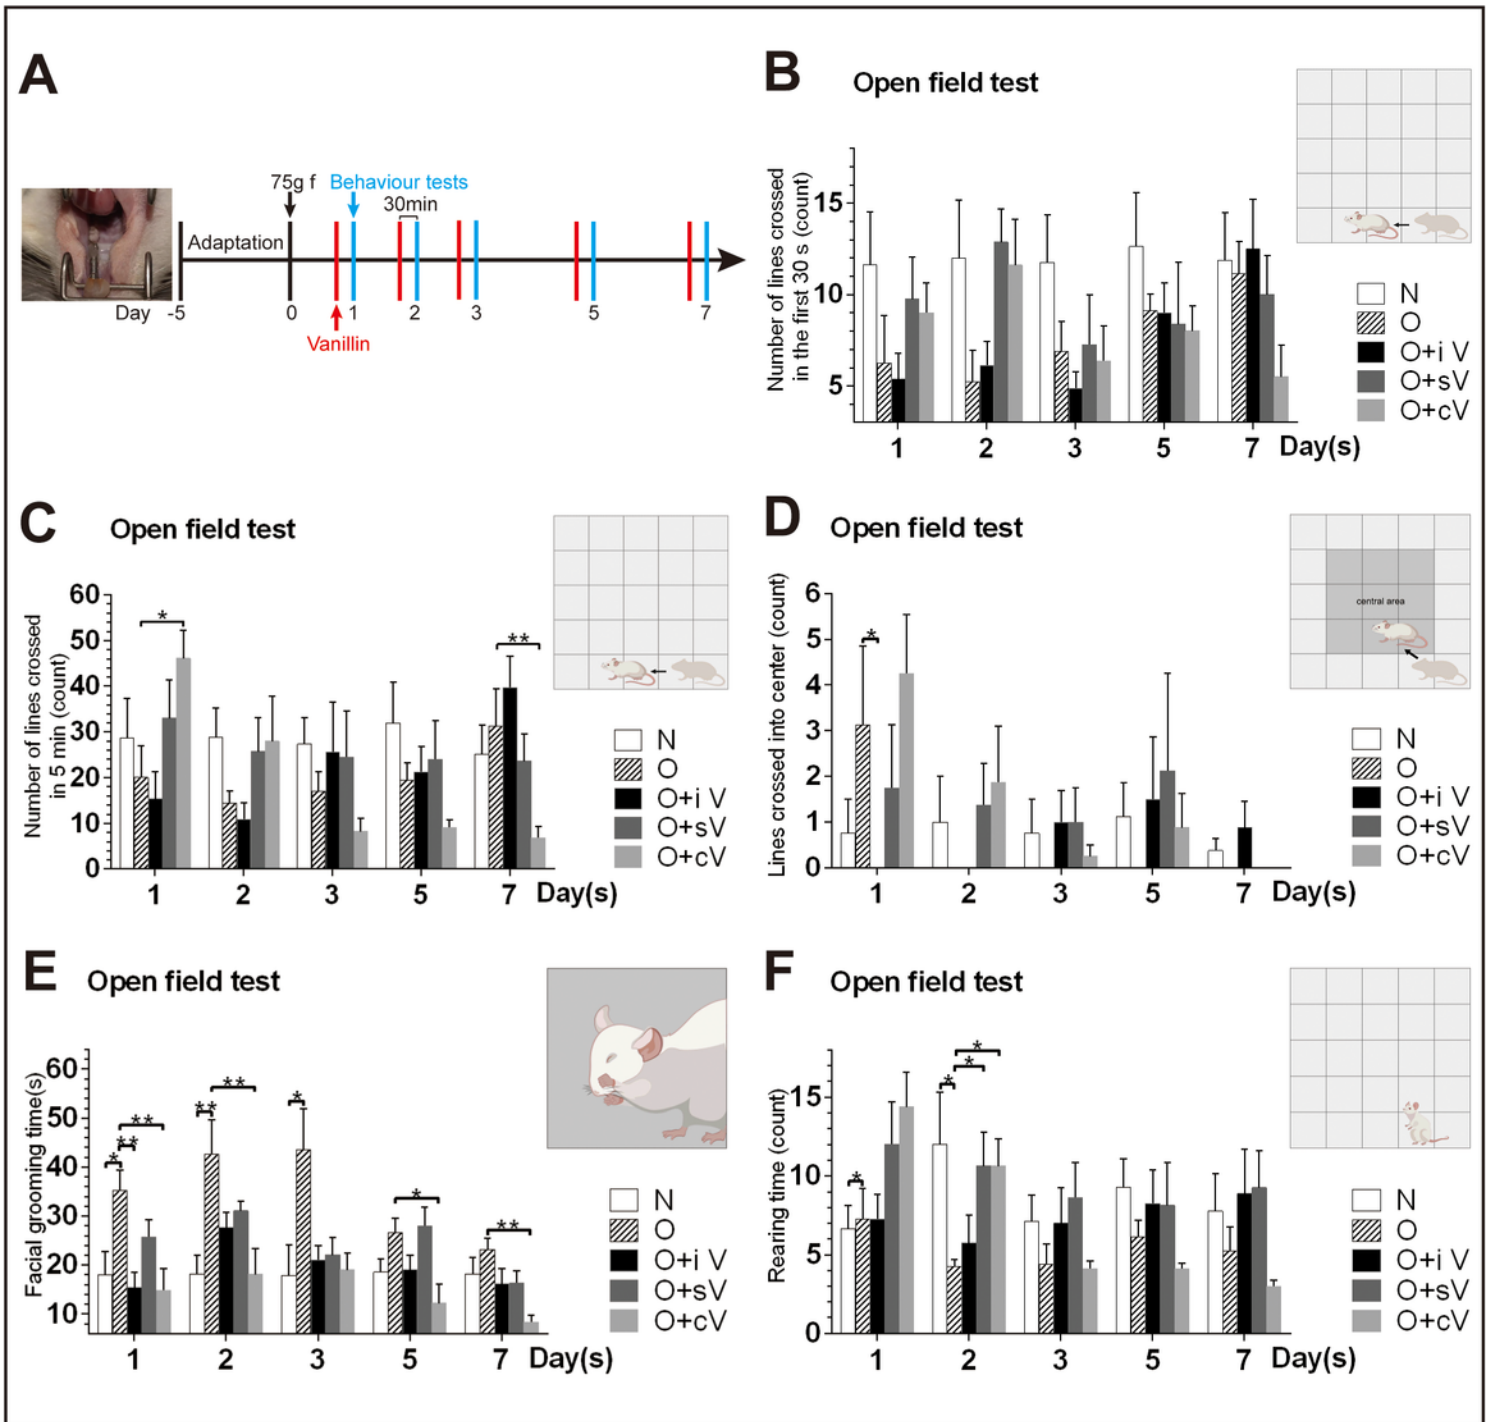 A
75g f
Behaviour tests
30min
Adaptation
Day -5 0 1 2 3 5 7
Vanillin
B
Open field test
Number of lines crossed
in the first 30 s (count)
15
10
5
1 2 3 5 7 Day(s)
N
O
O+i V
O+sV
O+cV
C
Open field test
Number of lines crossed
in 5 min (count)
60
50
40
30
20
10
0
*
**
1 2 3 5 7 Day(s)
N
O
O+i V
O+sV
O+cV
D
Open field test
central area
Lines crossed into center (count)
6
5
4
3
2
1
0
*
1 2 3 5 7 Day(s)
N
O
O+i V
O+sV
O+cV
E
Open field test
Facial grooming time(s)
60
50
40
30
20
10
* ** **
** **
*
*
**
1 2 3 5 7 Day(s)
N
O
O+i V
O+sV
O+cV
F
Open field test
Rearing time (count)
15
10
5
0
*
* * *
1 2 3 5 7 Day(s)
N
O
O+i V
O+sV
O+cV